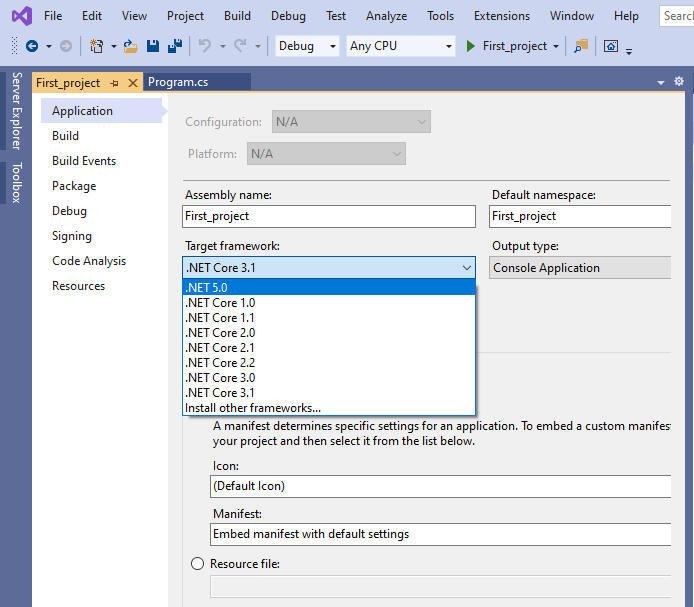 File Edit View Project Build Debug Test Analyze Tools Extensions Window Help
Debug Any CPU First_project
First_project Program.cs
Server Explorer
Toolbox
Application
Build
Build Events
Package
Debug
Signing
Code Analysis
Resources
Configuration: N/A
Platform: N/A
Assembly name: Default namespace:
First_project First_project
Target framework: Output type:
.NET Core 3.1 Console Application
.NET 5.0
.NET Core 1.0
.NET Core 1.1
.NET Core 2.0
.NET Core 2.1
.NET Core 2.2
.NET Core 3.0
.NET Core 3.1
Install other frameworks...
A manifest determines specific settings for an application. To embed a custom manifest
your project and then select it from the list below.
Icon:
(Default Icon)
Manifest:
Embed manifest with default settings
Resource file: